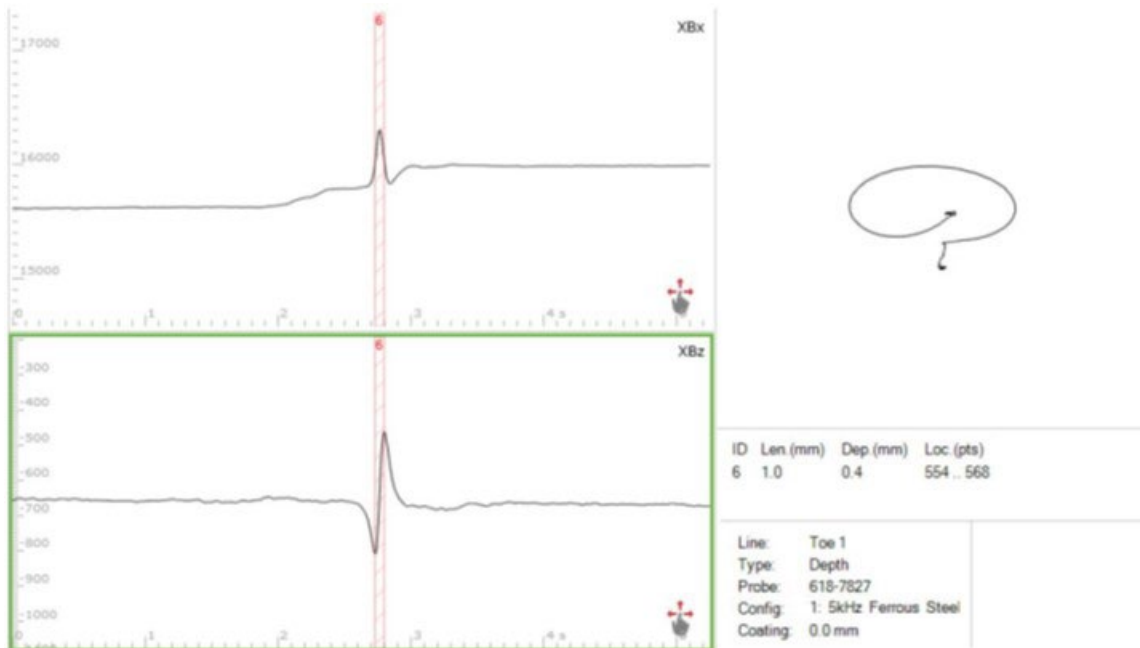 6
XBx
17000
16000
15000
0 1 2 3 4 s
6
XBz
-300
-400
-500
-600
-700
-800
-900
-1000
0 1 2 3 4 s
ID Len.(mm) Dep.(mm) Loc.(pts)
6 1.0 0.4 554 .. 568
Line: Toe 1
Type: Depth
Probe: 618-7827
Config: 1: 5kHz Ferrous Steel
Coating: 0.0 mm